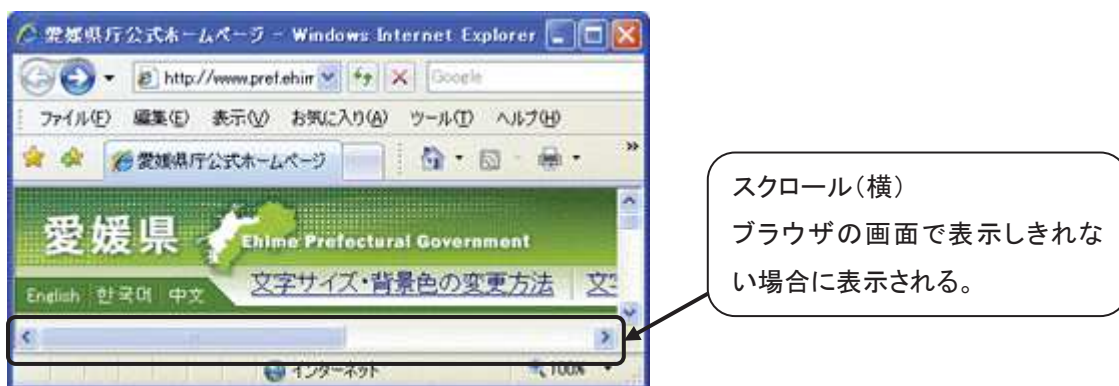 愛媛県庁公式ホームページ - Windows Internet Explorer
http://www.pref.ehim
Google
ファイル(F) 編集(E) 表示(V) お気に入り(A) ツール(T) ヘルプ(H)
愛媛県庁公式ホームページ
愛媛県
Ehime Prefectural Government
文字サイズ・背景色の変更方法
English 한국어 中文
インターネット
100%
スクロール(横)
ブラウザの画面で表示しきれな
い場合に表示される。